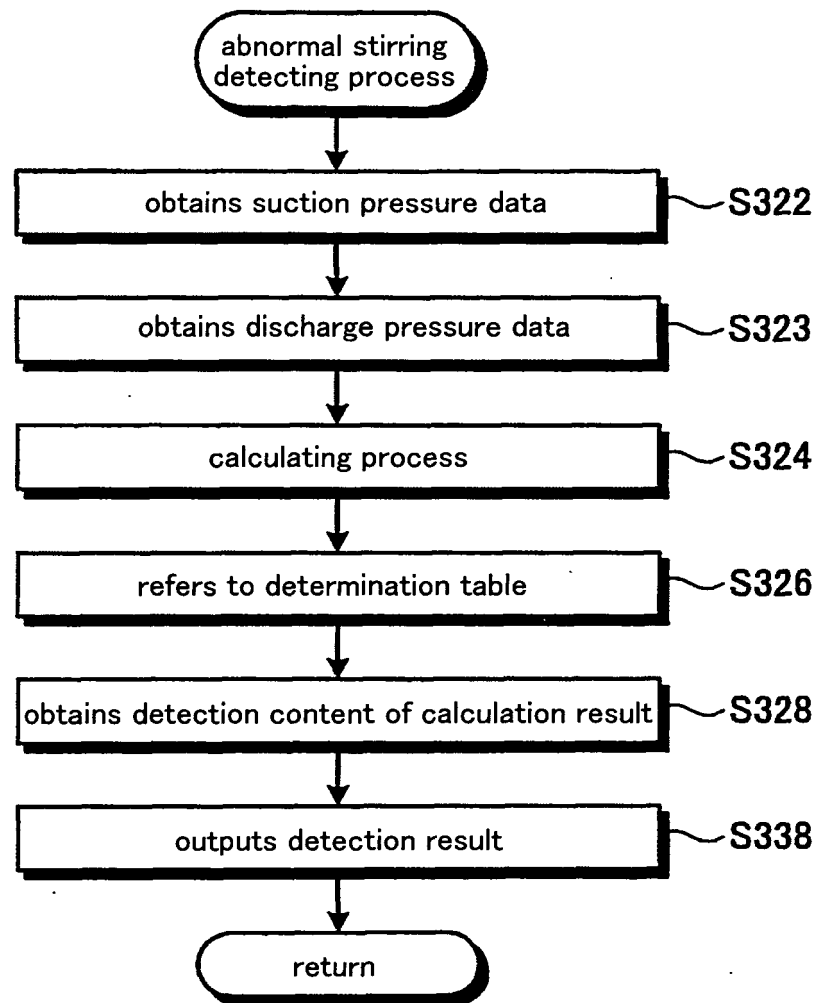 abnormal stirring
detecting process
obtains suction pressure data
S322
obtains discharge pressure data
S323
calculating process
S324
refers to determination table
S326
obtains detection content of calculation result
S328
outputs detection result
S338
return